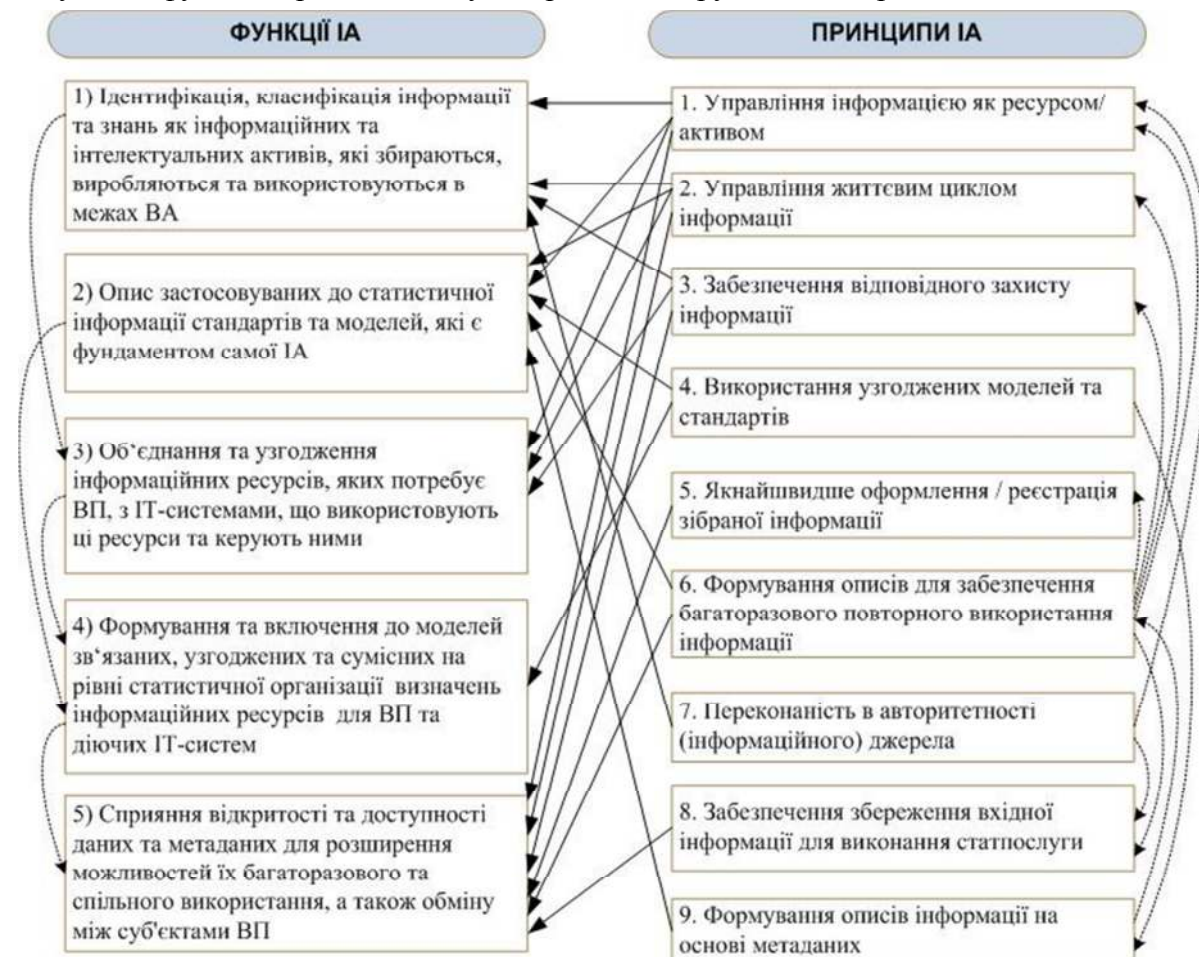 ФУНКЦІЇ ІА
1) Ідентифікація, класифікація інформації
та знань як інформаційних та
інтелектуальних активів, які збираються,
виробляються та використовуються в
межах ВА
2) Опис застосовуваних до статистичної
інформації стандартів та моделей, які є
фундаментом самої ІА
3) Об‘єднання та узгодження
інформаційних ресурсів, яких потребує
ВП, з ІТ-системами, що використовують
ці ресурси та керують ними
4) Формування та включення до моделей
зв‘язаних, узгоджених та сумісних на
рівні статистичної організації визначень
інформаційних ресурсів для ВП та
діючих ІТ-систем
5) Сприяння відкритості та доступності
даних та метаданих для розширення
можливостей їх багаторазового та
спільного використання, а також обміну
між суб'єктами ВП
ПРИНЦИПИ ІА
1. Управління інформацією як ресурсом/
активом
2. Управління життєвим циклом
інформації
3. Забезпечення відповідного захисту
інформації
4. Використання узгоджених моделей та
стандартів
5. Якнайшвидше оформлення / реєстрація
зібраної інформації
6. Формування описів для забезпечення
багаторазового повторного використання
інформації
7. Переконаність в авторитетності
(інформаційного) джерела
8. Забезпечення збереження вхідної
інформації для виконання статпослуги
9. Формування описів інформації на
основі метаданих